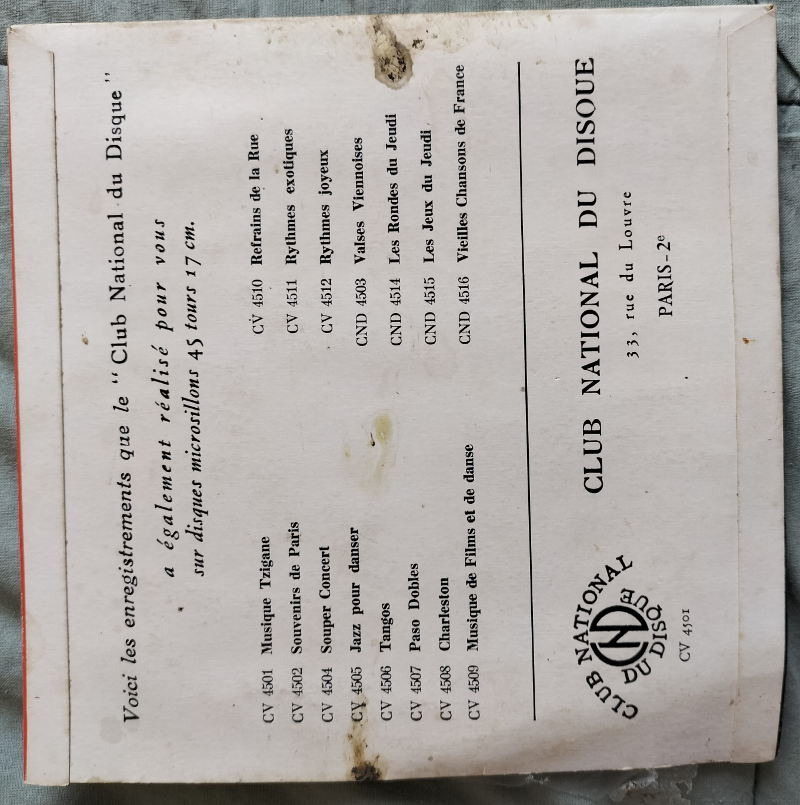 Voici les enregistrements que le "Club National du Disque"
a également réalisé pour vous
sur disques microsillons 45 tours 17 cm.
CV 4501 Musique Tzigane
CV 4502 Souvenirs de Paris
CV 4504 Souper Concert
CV 4505 Jazz pour danser
CV 4506 Tangos
CV 4507 Paso Dobles
CV 4508 Charleston
CV 4509 Musique de Films et de danse
CV 4510 Refrains de la Rue
CV 4511 Rythmes exotiques
CV 4512 Rythmes joyeux
CND 4503 Valses Viennoises
CND 4514 Les Rondes du Jeudi
CND 4515 Les Jeux du Jeudi
CND 4516 Vieilles Chansons de France
CLUB NATIONAL
DU DISQUE
CND
CV 4501
CLUB NATIONAL DU DISQUE
33, rue du Louvre
PARIS-2e